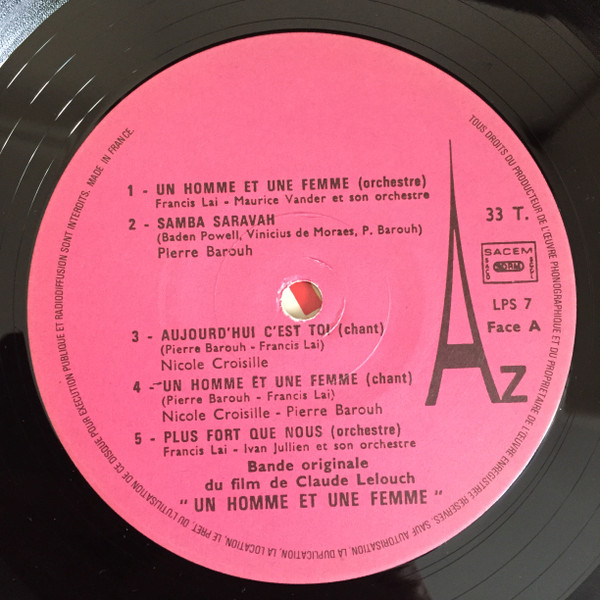 1 - UN HOMME ET UNE FEMME (orchestre)
Francis Lai - Maurice Vander et son orchestre
2 - SAMBA SARAVAH
(Baden Powell, Vinicius de Moraes, P. Barouh)
Pierre Barouh
33 T.
SACEM
SDRM
LPS 7
Face A
3 - AUJOURD'HUI C'EST TOI (chant)
(Pierre Barouh - Francis Lai)
Nicole Croisille
4 - UN HOMME ET UNE FEMME (chant)
(Pierre Barouh - Francis Lai)
Nicole Croisille - Pierre Barouh
AZ
5 - PLUS FORT QUE NOUS (orchestre)
Francis Lai - Ivan Jullien et son orchestre
Bande originale
du film de Claude Lelouch
" UN HOMME ET UNE FEMME "
TOUS DROITS DU PRODUCTEUR DE L'ŒUVRE PHONOGRAPHIQUE ET DU PROPRIETAIRE DE L'ŒUVRE ENREGISTREE RESERVES. SAUF AUTORISATION, LA DUPLICATION, LA LOCATION, LE PRET, OU L'UTILISATION DE CE DISQUE POUR EXECUTION PUBLIQUE ET RADIODIFFUSION SONT INTERDITS. MADE IN FRANCE.